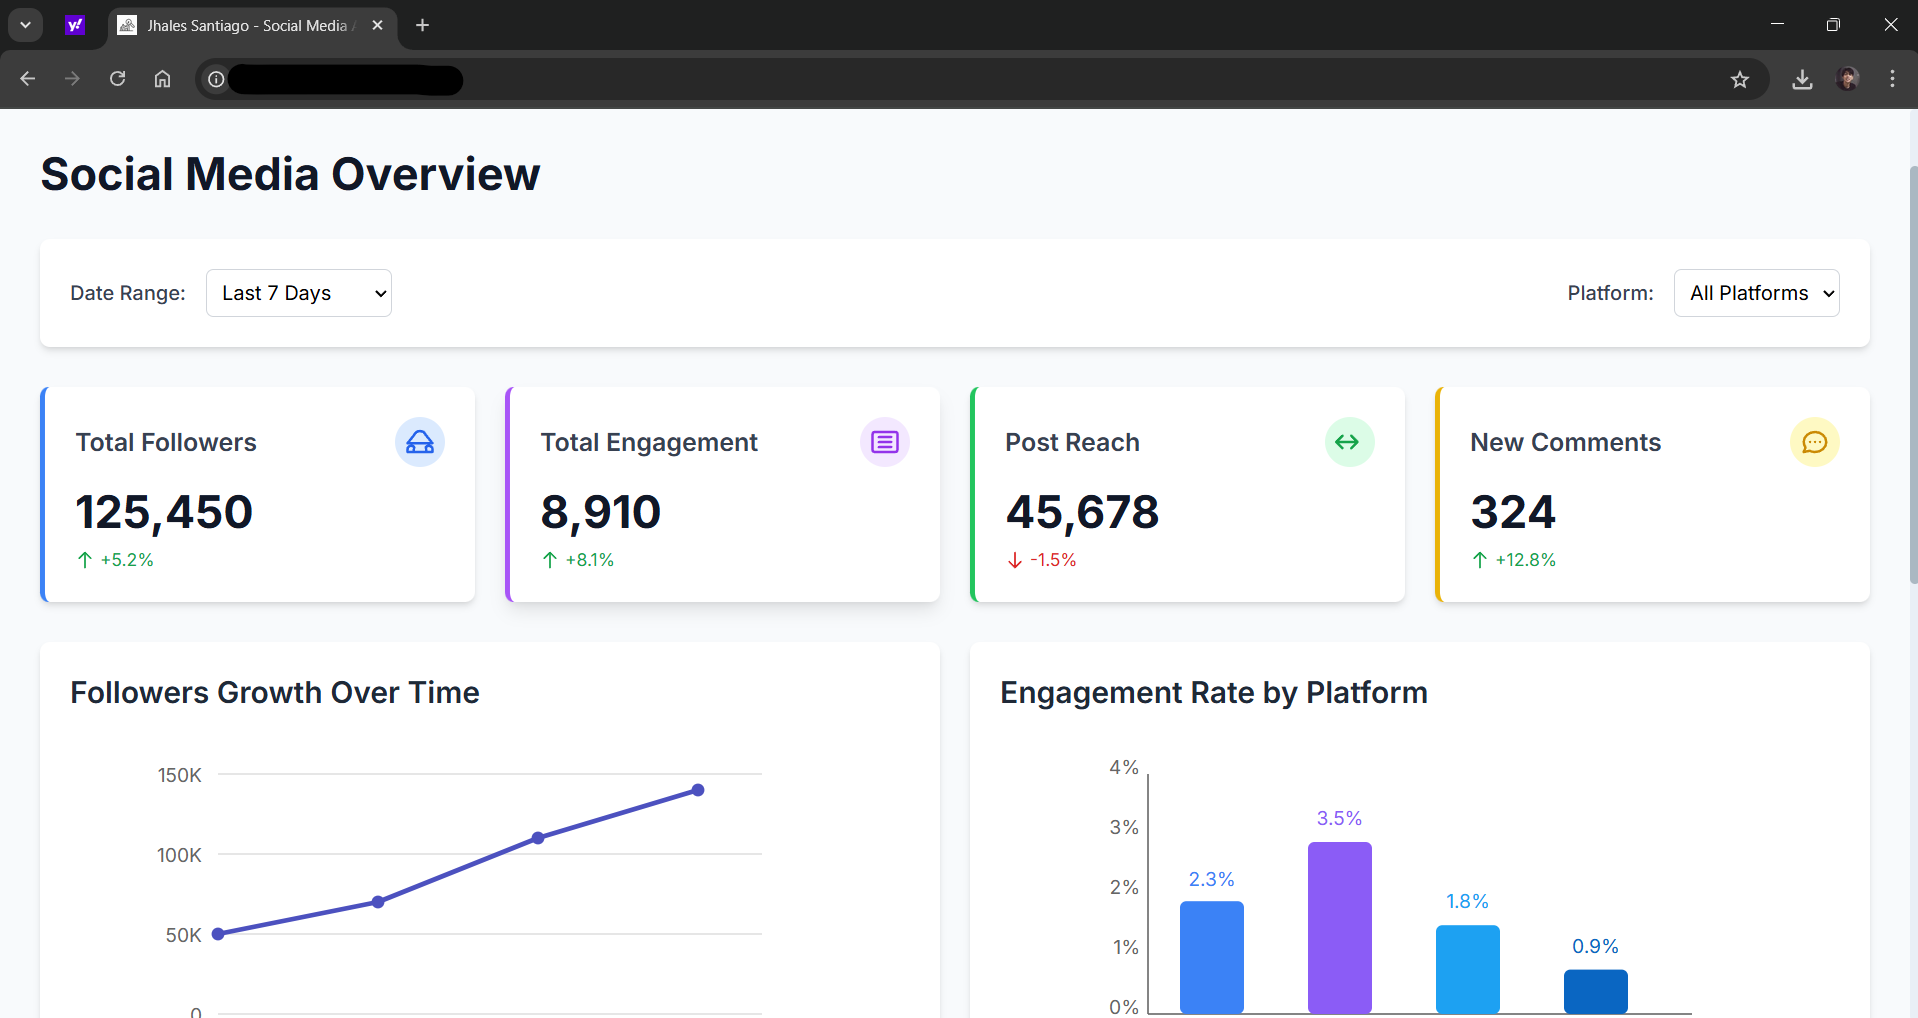 y!
Jhales Santiago - Social Media
Social Media Overview
Date Range:
Last 7 Days
Platform:
All Platforms
Total Followers
125,450
+5.2%
Total Engagement
8,910
+8.1%
Post Reach
45,678
-1.5%
New Comments
324
+12.8%
Followers Growth Over Time
150K
100K
50K
0
Engagement Rate by Platform
4%
3%
2%
1%
0%
2.3%
3.5%
1.8%
0.9%